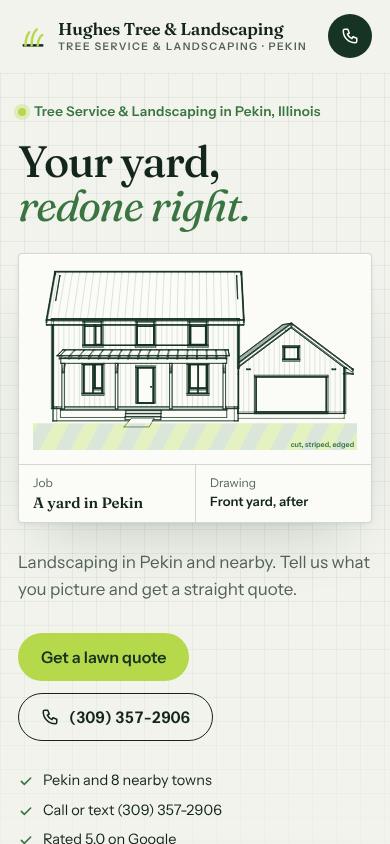 Hughes Tree & Landscaping
TREE SERVICE & LANDSCAPING · PEKIN
Tree Service & Landscaping in Pekin, Illinois
Your yard,
redone right.
cut, striped, edged
Job
A yard in Pekin
Drawing
Front yard, after
Landscaping in Pekin and nearby. Tell us what
you picture and get a straight quote.
Get a lawn quote
(309) 357-2906
Pekin and 8 nearby towns
Call or text (309) 357-2906
Rated 5.0 on Google